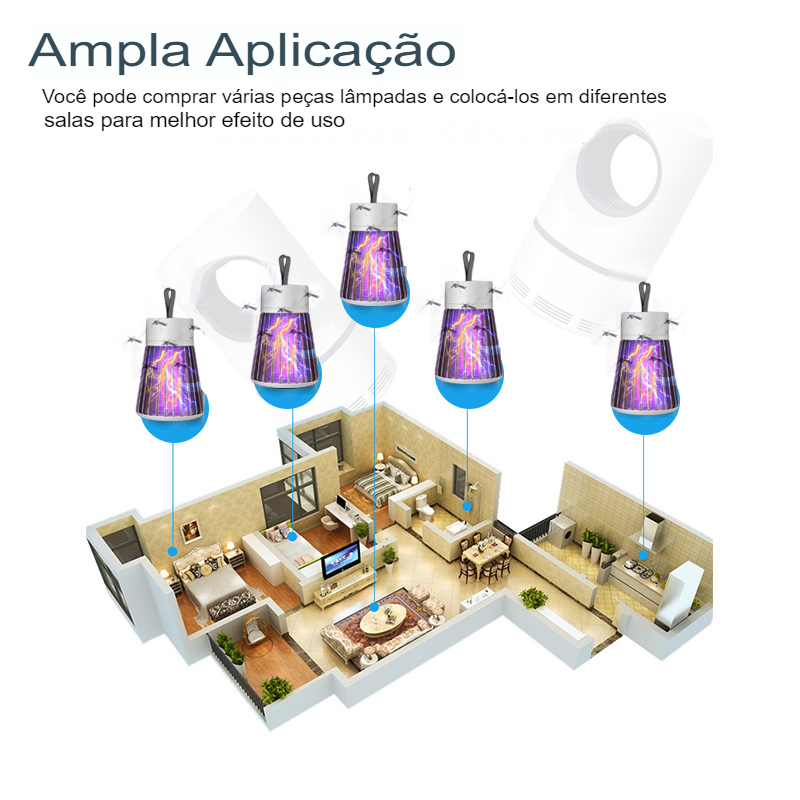 Ampla Aplicação
Você pode comprar várias peças lâmpadas e colocá-los em diferentes
salas para melhor efeito de uso